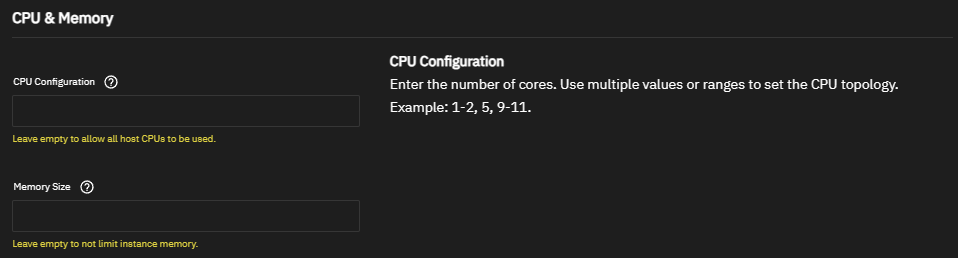 CPU & Memory
CPU Configuration
Leave empty to allow all host CPUs to be used.
Memory Size
Leave empty to not limit instance memory.
CPU Configuration
Enter the number of cores. Use multiple values or ranges to set the CPU topology.
Example: 1-2, 5, 9-11.